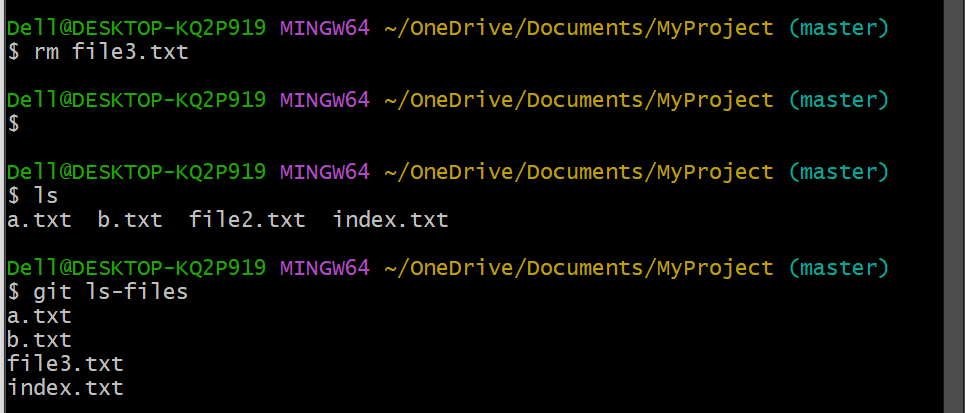 Dell@DESKTOP-KQ2P919 MINGW64 ~/OneDrive/Documents/MyProject (master)
$ rm file3.txt
Dell@DESKTOP-KQ2P919 MINGW64 ~/OneDrive/Documents/MyProject (master)
$
Dell@DESKTOP-KQ2P919 MINGW64 ~/OneDrive/Documents/MyProject (master)
$ ls
a.txt  b.txt  file2.txt  index.txt
Dell@DESKTOP-KQ2P919 MINGW64 ~/OneDrive/Documents/MyProject (master)
$ git ls-files
a.txt
b.txt
file3.txt
index.txt